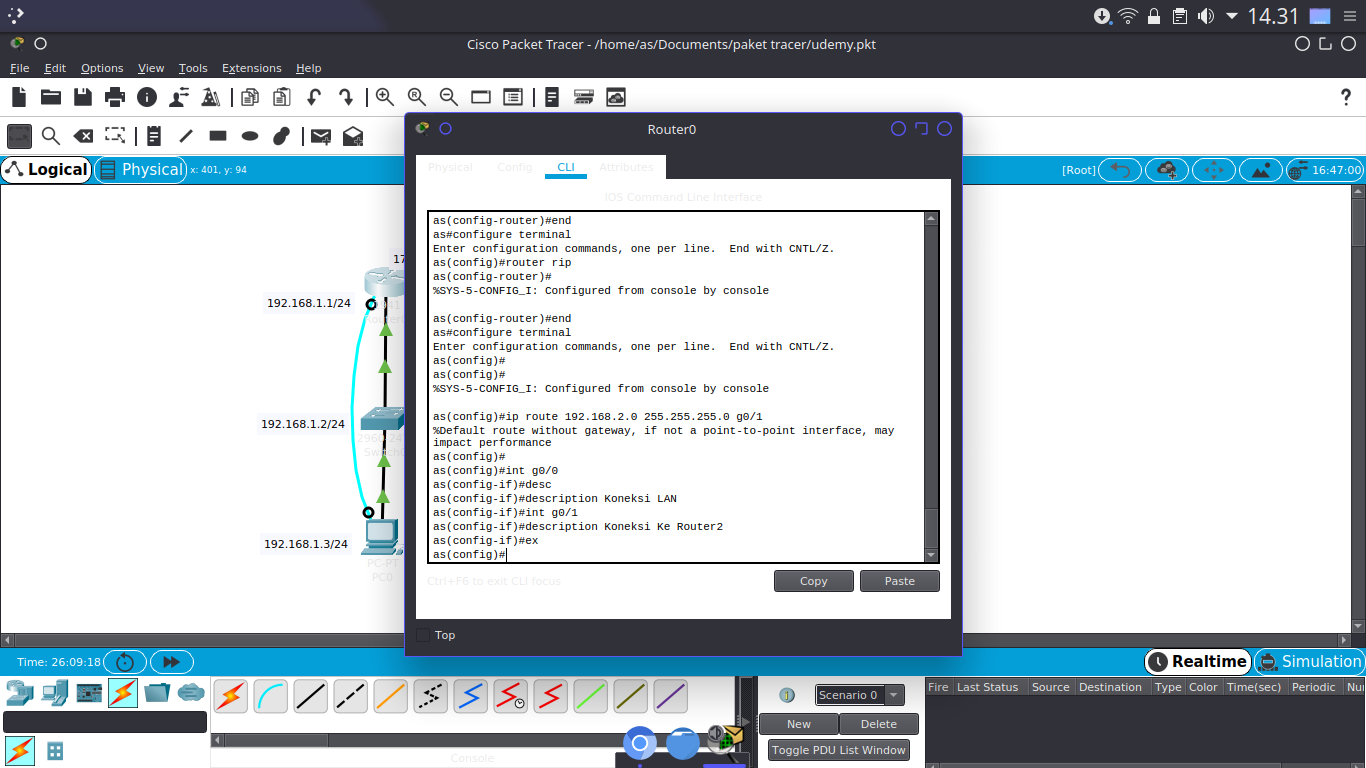 14.31
Cisco Packet Tracer - /home/as/Documents/paket tracer/udemy.pkt
File Edit Options View Tools Extensions Help
Logical Physical x: 401, y: 94 [Root] 16:47:00
Router0
Physical Config CLI Attributes
IOS Command Line Interface
as(config-router)#end
as#configure terminal
Enter configuration commands, one per line.  End with CNTL/Z.
as(config)#router rip
as(config-router)#
%SYS-5-CONFIG_I: Configured from console by console
as(config-router)#end
as#configure terminal
Enter configuration commands, one per line.  End with CNTL/Z.
as(config)#
as(config)#
%SYS-5-CONFIG_I: Configured from console by console
as(config)#ip route 192.168.2.0 255.255.255.0 g0/1
%Default route without gateway, if not a point-to-point interface, may
impact performance
as(config)#
as(config)#int g0/0
as(config-if)#desc
as(config-if)#description Koneksi LAN
as(config-if)#int g0/1
as(config-if)#description Koneksi Ke Router2
as(config-if)#ex
as(config)#
Ctrl+F6 to exit CLI focus
Copy Paste
Top
17
192.168.1.1/24
192.168.1.2/24
192.168.1.3/24
PC-PT
PC0
Time: 26:09:18
Realtime Simulation
Scenario 0
New Delete
Toggle PDU List Window
Fire Last Status Source Destination Type Color Time(sec) Periodic
Console